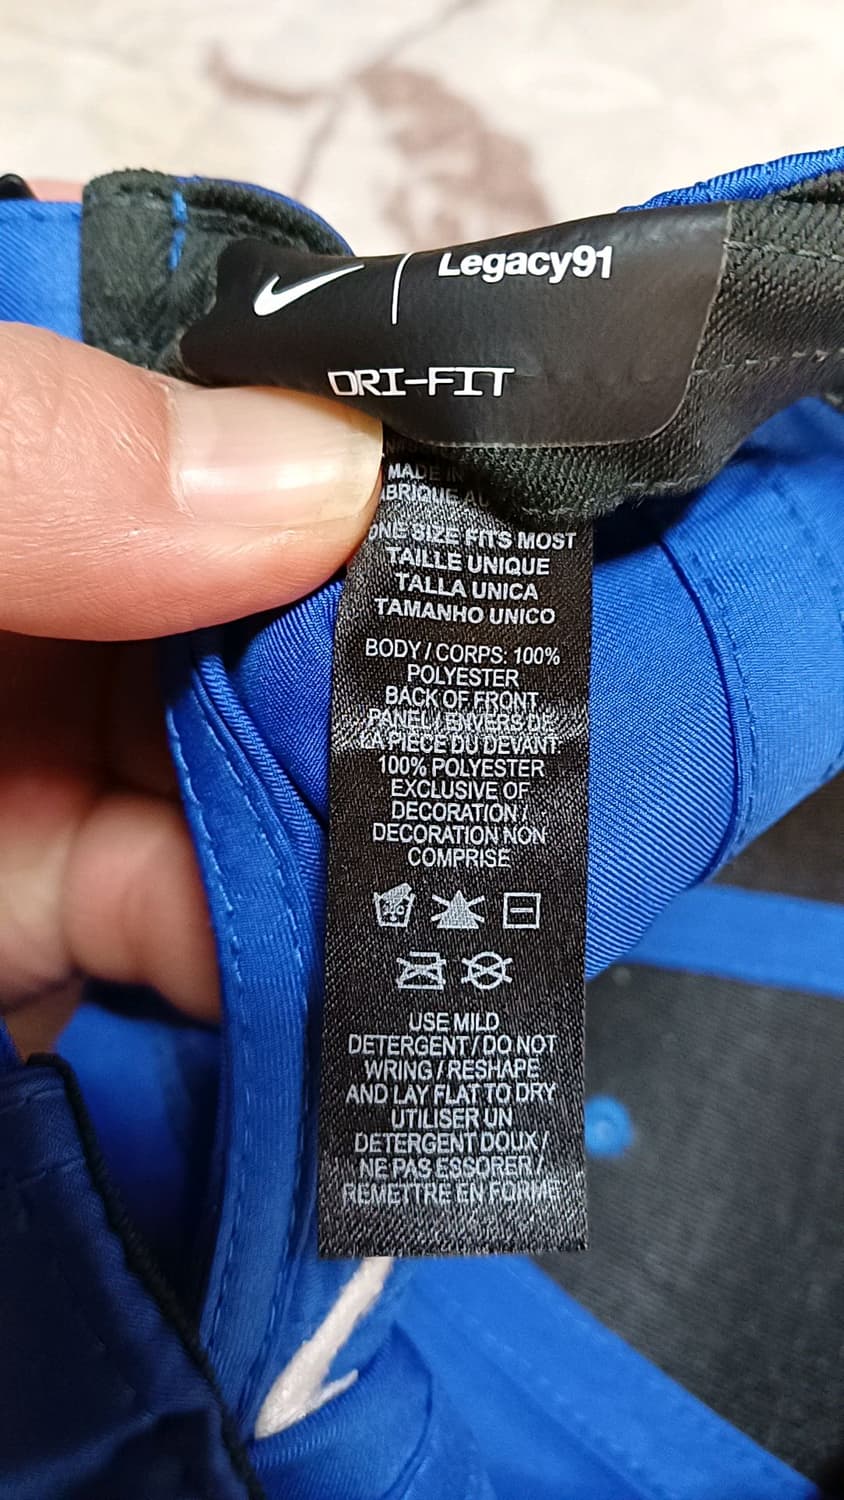 Legacy91
DRI-FIT
MADE IN
ONE SIZE FITS MOST
TAILLE UNIQUE
TALLA UNICA
TAMANHO UNICO
BODY / CORPS: 100%
POLYESTER
BACK OF FRONT
PANEL / ENVERS DE
LA PIECE DU DEVANT
100% POLYESTER
EXCLUSIVE OF
DECORATION /
DECORATION NON
COMPRISE
USE MILD
DETERGENT / DO NOT
WRING / RESHAPE
AND LAY FLAT TO DRY
UTILISER UN
DETERGENT DOUX /
NE PAS ESSORER /
REMETTRE EN FORME